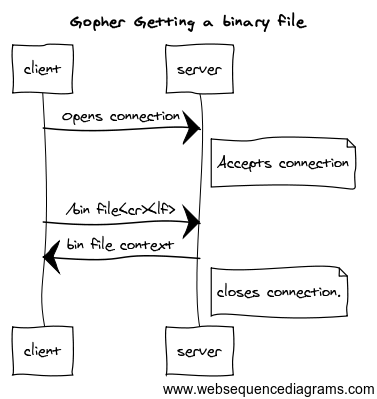 Gopher Getting a binary file
client
server
Opens connection
Accepts connection
/bin file<cr><lf>
bin file context
closes connection.
client
server
www.websequencediagrams.com